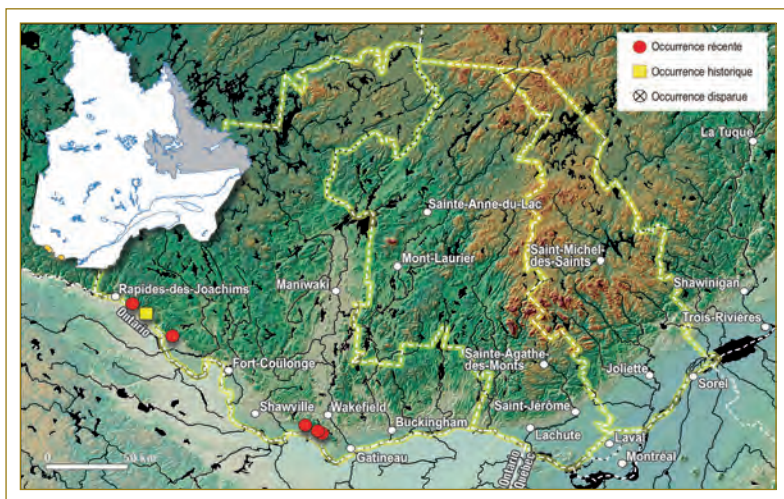 Occurrence récente
Occurrence historique
Occurrence disparue
La Tuque
Sainte-Anne-du-Lac
Saint-Michel
des-Saints
Mont-Laurier
Maniwaki
Rapides-des-Joachims
Ontario
Shawinigan
Trois-Rivières
Fort-Coulonge
Sainte-Agathe
des-Monts
Joliette
Sorel
Shawville
Wakefield
Saint-Jérôme
Buckingham
Lachute
Laval
Gatineau
Montréal
Ontario
Québec
0 50 km